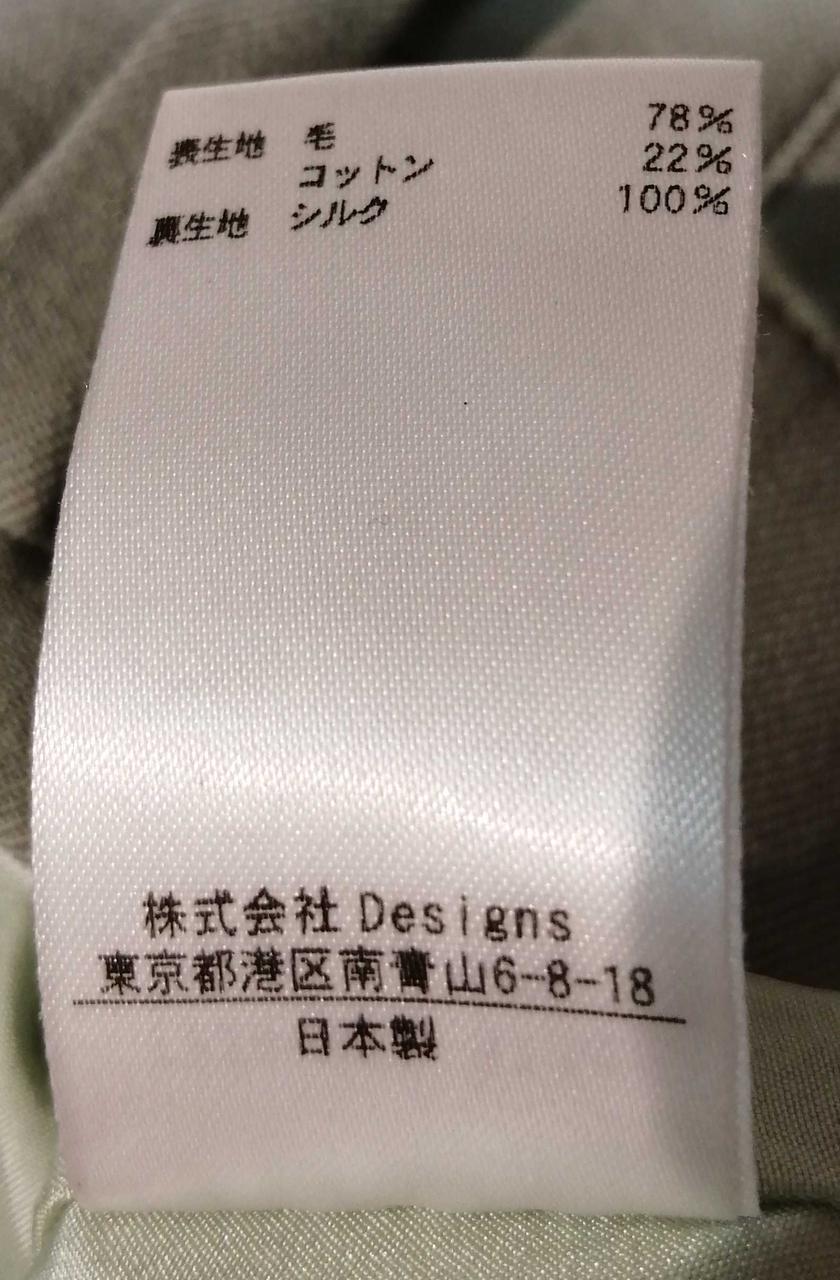 表生地 毛 78%
コットン 22%
裏生地 シルク 100%
株式会社 Designs
東京都港区南青山6-8-18
日本製